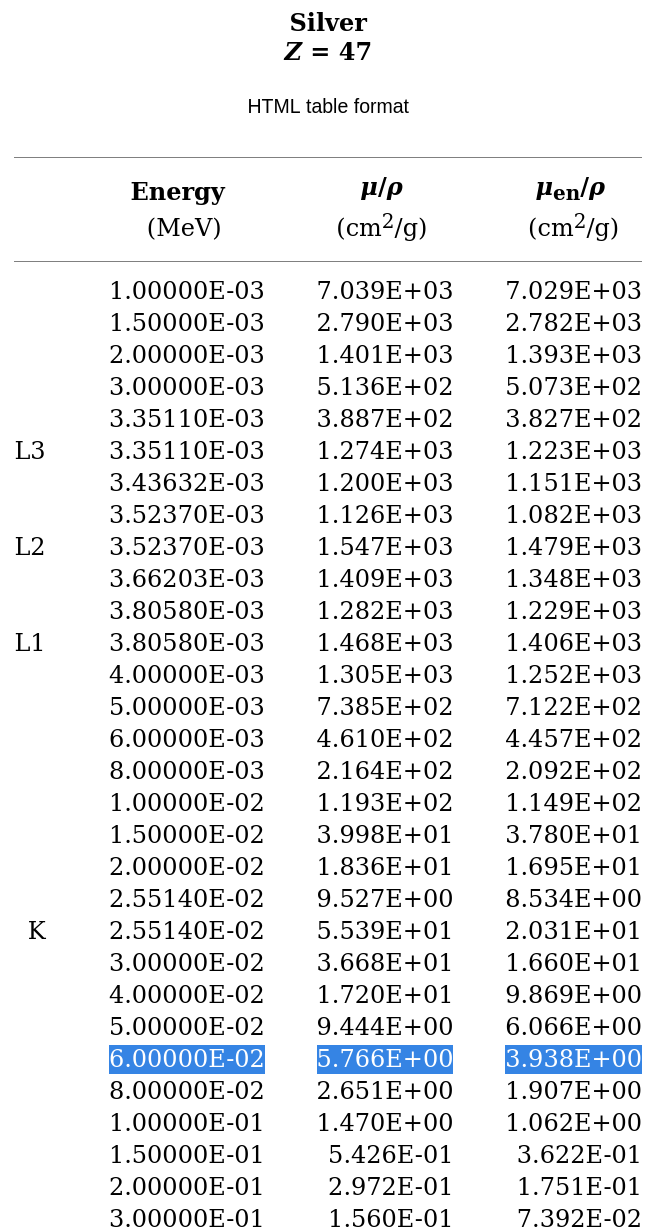 Silver
Z = 47
HTML table format
Energy μ/ρ μen/ρ
(MeV) (cm2/g) (cm2/g)
1.00000E-03 7.039E+03 7.029E+03
1.50000E-03 2.790E+03 2.782E+03
2.00000E-03 1.401E+03 1.393E+03
3.00000E-03 5.136E+02 5.073E+02
3.35110E-03 3.887E+02 3.827E+02
L3 3.35110E-03 1.274E+03 1.223E+03
3.43632E-03 1.200E+03 1.151E+03
3.52370E-03 1.126E+03 1.082E+03
L2 3.52370E-03 1.547E+03 1.479E+03
3.66203E-03 1.409E+03 1.348E+03
3.80580E-03 1.282E+03 1.229E+03
L1 3.80580E-03 1.468E+03 1.406E+03
4.00000E-03 1.305E+03 1.252E+03
5.00000E-03 7.385E+02 7.122E+02
6.00000E-03 4.610E+02 4.457E+02
8.00000E-03 2.164E+02 2.092E+02
1.00000E-02 1.193E+02 1.149E+02
1.50000E-02 3.998E+01 3.780E+01
2.00000E-02 1.836E+01 1.695E+01
2.55140E-02 9.527E+00 8.534E+00
K 2.55140E-02 5.539E+01 2.031E+01
3.00000E-02 3.668E+01 1.660E+01
4.00000E-02 1.720E+01 9.869E+00
5.00000E-02 9.444E+00 6.066E+00
6.00000E-02 5.766E+00 3.938E+00
8.00000E-02 2.651E+00 1.907E+00
1.00000E-01 1.470E+00 1.062E+00
1.50000E-01 5.426E-01 3.622E-01
2.00000E-01 2.972E-01 1.751E-01
3.00000E-01 1.560E-01 7.392E-02